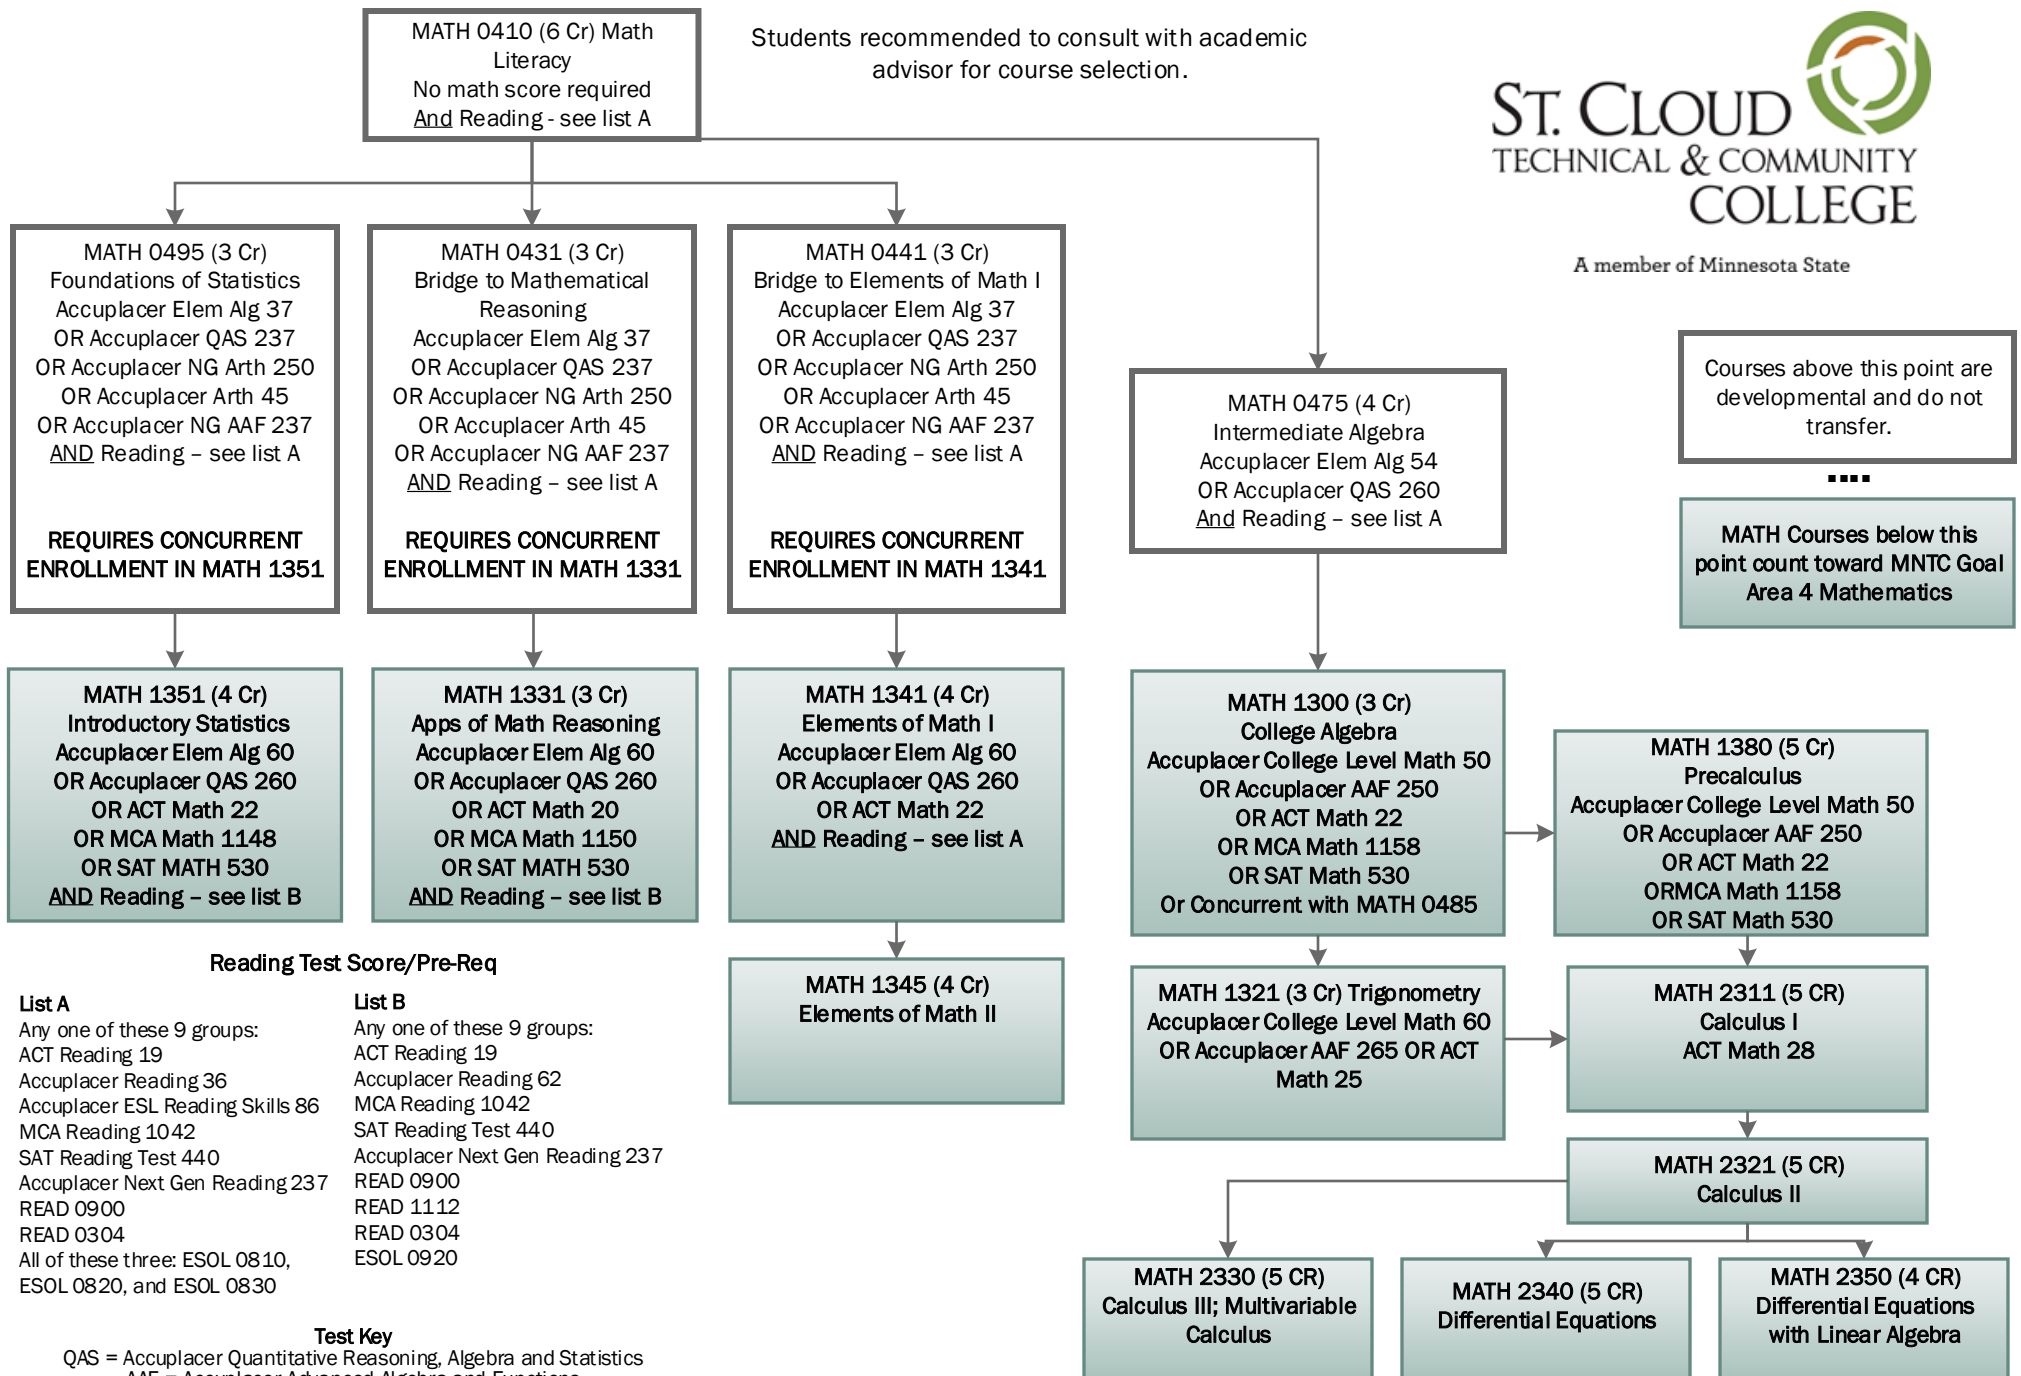 MATH 0410 (6 Cr) Math
Literacy
No math score required
And Reading - see list A
Students recommended to consult with academic
advisor for course selection.
ST. CLOUD
TECHNICAL & COMMUNITY
COLLEGE
A member of Minnesota State
MATH 0495 (3 Cr)
Foundations of Statistics
Accuplacer Elem Alg 37
OR Accuplacer QAS 237
OR Accuplacer NG Arth 250
OR Accuplacer Arth 45
OR Accuplacer NG AAF 237
AND Reading – see list A
REQUIRES CONCURRENT
ENROLLMENT IN MATH 1351
MATH 0431 (3 Cr)
Bridge to Mathematical
Reasoning
Accuplacer Elem Alg 37
OR Accuplacer QAS 237
OR Accuplacer NG Arth 250
OR Accuplacer Arth 45
OR Accuplacer NG AAF 237
AND Reading – see list A
REQUIRES CONCURRENT
ENROLLMENT IN MATH 1331
MATH 0441 (3 Cr)
Bridge to Elements of Math I
Accuplacer Elem Alg 37
OR Accuplacer QAS 237
OR Accuplacer NG Arth 250
OR Accuplacer Arth 45
OR Accuplacer NG AAF 237
AND Reading – see list A
REQUIRES CONCURRENT
ENROLLMENT IN MATH 1341
MATH 0475 (4 Cr)
Intermediate Algebra
Accuplacer Elem Alg 54
OR Accuplacer QAS 260
And Reading – see list A
Courses above this point are
developmental and do not
transfer.
....
MATH Courses below this
point count toward MNTC Goal
Area 4 Mathematics
MATH 1351 (4 Cr)
Introductory Statistics
Accuplacer Elem Alg 60
OR Accuplacer QAS 260
OR ACT Math 22
OR MCA Math 1148
OR SAT MATH 530
AND Reading – see list B
MATH 1331 (3 Cr)
Apps of Math Reasoning
Accuplacer Elem Alg 60
OR Accuplacer QAS 260
OR ACT Math 20
OR MCA Math 1150
OR SAT MATH 530
AND Reading – see list B
MATH 1341 (4 Cr)
Elements of Math I
Accuplacer Elem Alg 60
OR Accuplacer QAS 260
OR ACT Math 22
AND Reading – see list A
MATH 1300 (3 Cr)
College Algebra
Accuplacer College Level Math 50
OR Accuplacer AAF 250
OR ACT Math 22
OR MCA Math 1158
OR SAT Math 530
Or Concurrent with MATH 0485
MATH 1380 (5 Cr)
Precalculus
Accuplacer College Level Math 50
OR Accuplacer AAF 250
OR ACT Math 22
ORMCA Math 1158
OR SAT Math 530
MATH 1345 (4 Cr)
Elements of Math II
MATH 1321 (3 Cr) Trigonometry
Accuplacer College Level Math 60
OR Accuplacer AAF 265 OR ACT
Math 25
MATH 2311 (5 CR)
Calculus I
ACT Math 28
MATH 2321 (5 CR)
Calculus II
MATH 2330 (5 CR)
Calculus III; Multivariable
Calculus
MATH 2340 (5 CR)
Differential Equations
MATH 2350 (4 CR)
Differential Equations
with Linear Algebra
Reading Test Score/Pre-Req
List A
Any one of these 9 groups:
ACT Reading 19
Accuplacer Reading 36
Accuplacer ESL Reading Skills 86
MCA Reading 1042
SAT Reading Test 440
Accuplacer Next Gen Reading 237
READ 0900
READ 0304
All of these three: ESOL 0810,
ESOL 0820, and ESOL 0830
List B
Any one of these 9 groups:
ACT Reading 19
Accuplacer Reading 62
MCA Reading 1042
SAT Reading Test 440
Accuplacer Next Gen Reading 237
READ 0900
READ 1112
READ 0304
ESOL 0920
Test Key
QAS = Accuplacer Quantitative Reasoning, Algebra and Statistics
AAF = Accuplacer Advanced Algebra and Functions